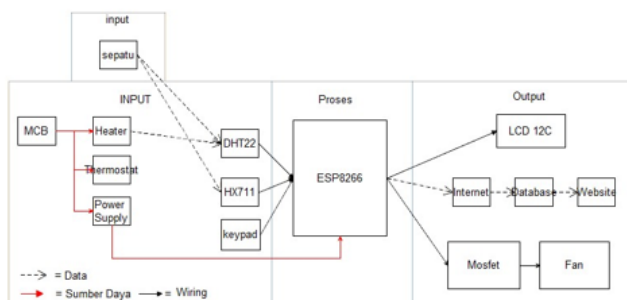 input
sepatu
INPUT
Proses
Output
MCB
Heater
DHT22
LCD 12C
Thermostat
ESP8266
HX711
Internet
Database
Website
Power
Supply
keypad
Mosfet
Fan
= Data
= Sumber Daya
= Wiring